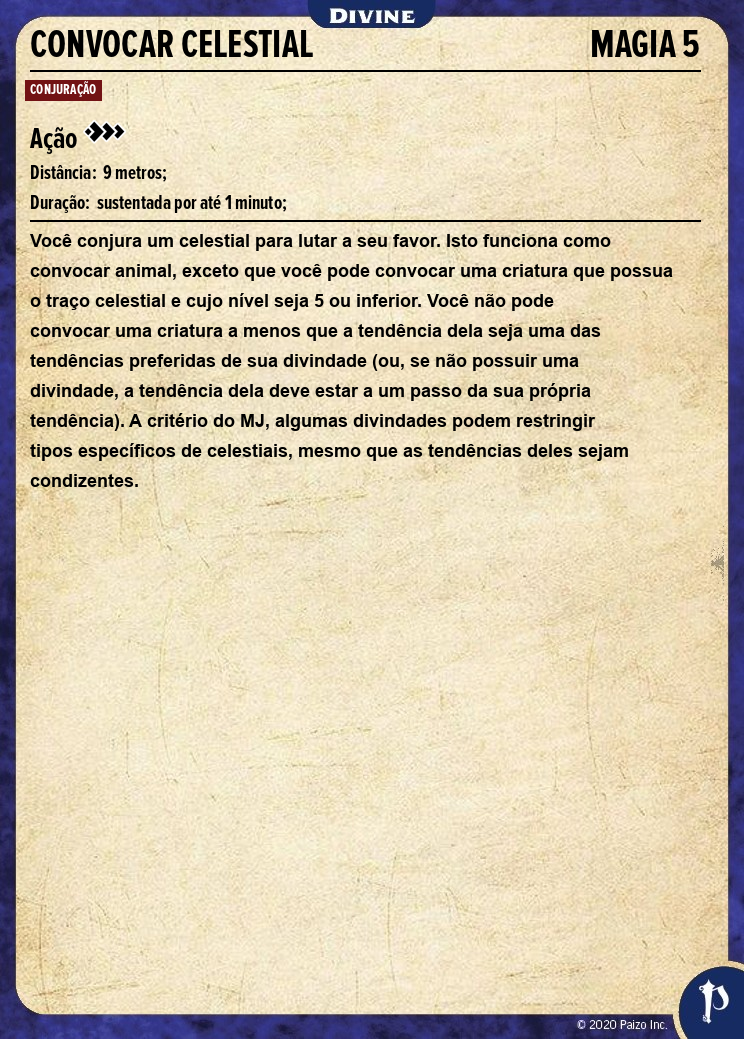 DIVINE
CONVOCAR CELESTIAL MAGIA 5
CONJURAÇÃO
Ação
Distância: 9 metros;
Duração: sustentada por até 1 minuto;
Você conjura um celestial para lutar a seu favor. Isto funciona como
convocar animal, exceto que você pode convocar uma criatura que possua
o traço celestial e cujo nível seja 5 ou inferior. Você não pode
convocar uma criatura a menos que a tendência dela seja uma das
tendências preferidas de sua divindade (ou, se não possuir uma
divindade, a tendência dela deve estar a um passo da sua própria
tendência). A critério do MJ, algumas divindades podem restringir
tipos específicos de celestiais, mesmo que as tendências deles sejam
condizentes.
© 2020 Paizo Inc.
P